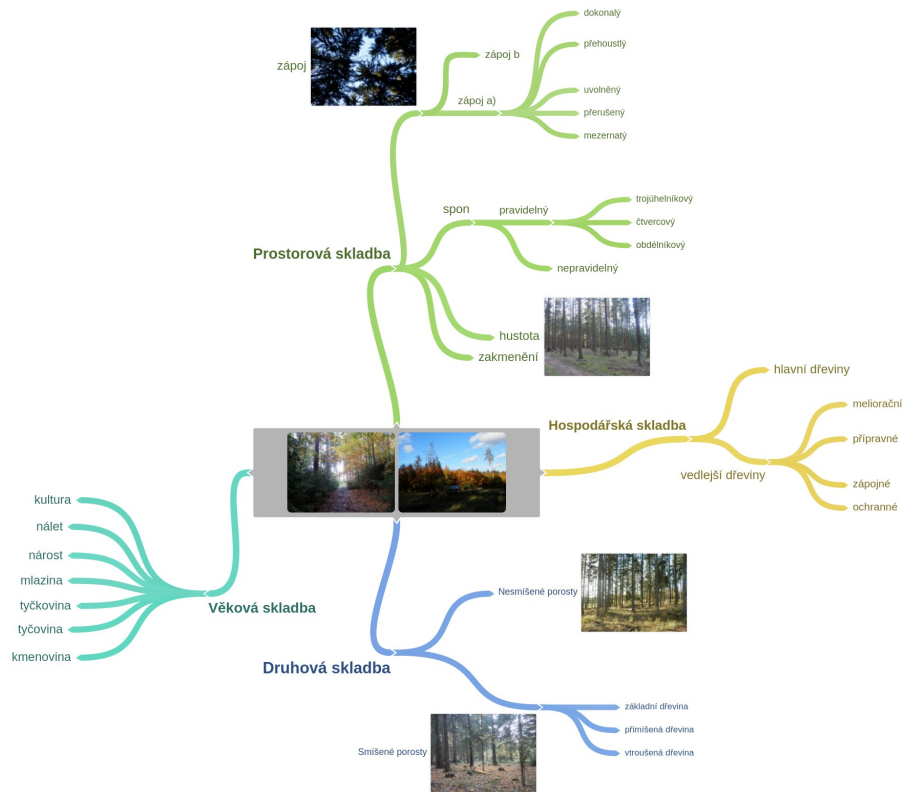 dokonalý
přehoustlý
zápoj b
zápoj
uvolněný
zápoj a)
přerušený
mezernatý
trojúhelníkový
spon
pravidelný
čtvercový
obdélníkový
Prostorová skladba
nepravidelný
hustota
zakmenění
hlavní dřeviny
meliorační
Hospodářská skladba
přípravné
vedlejší dřeviny
zápojné
ochranné
kultura
nálet
nárost
mlazina
tyčkovina
Věková skladba
tyčovina
kmenovina
Nesmíšené porosty
Druhová skladba
základní dřevina
přimíšená dřevina
Smíšené porosty
vtroušená dřevina